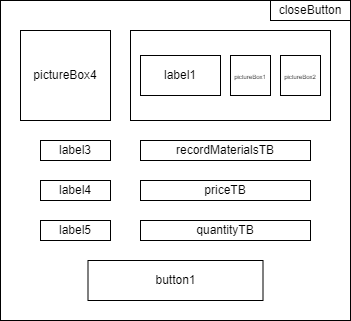 closeButton
pictureBox4
label1
pictureBox1
pictureBox2
label3
recordMaterialsTB
label4
priceTB
label5
quantityTB
button1